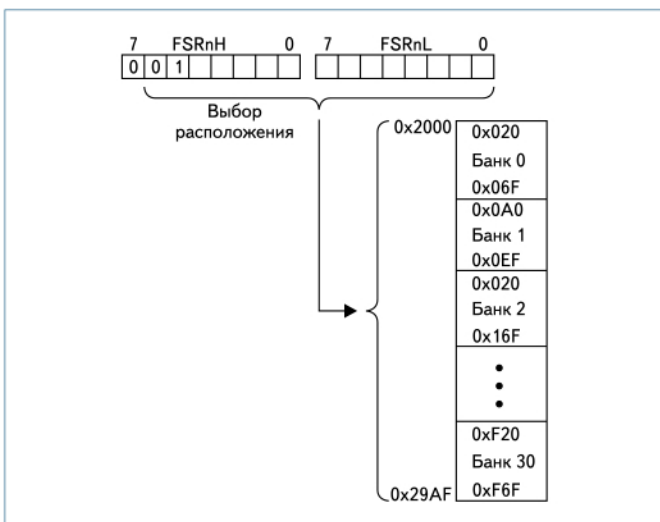 7 FSRnH 0 7 FSRnL 0
0 0 1
Выбор
расположения
0x2000
0x020
Банк 0
0x06F
0x0A0
Банк 1
0x0EF
0x020
Банк 2
0x16F
0xF20
Банк 30
0x29AF 0xF6F